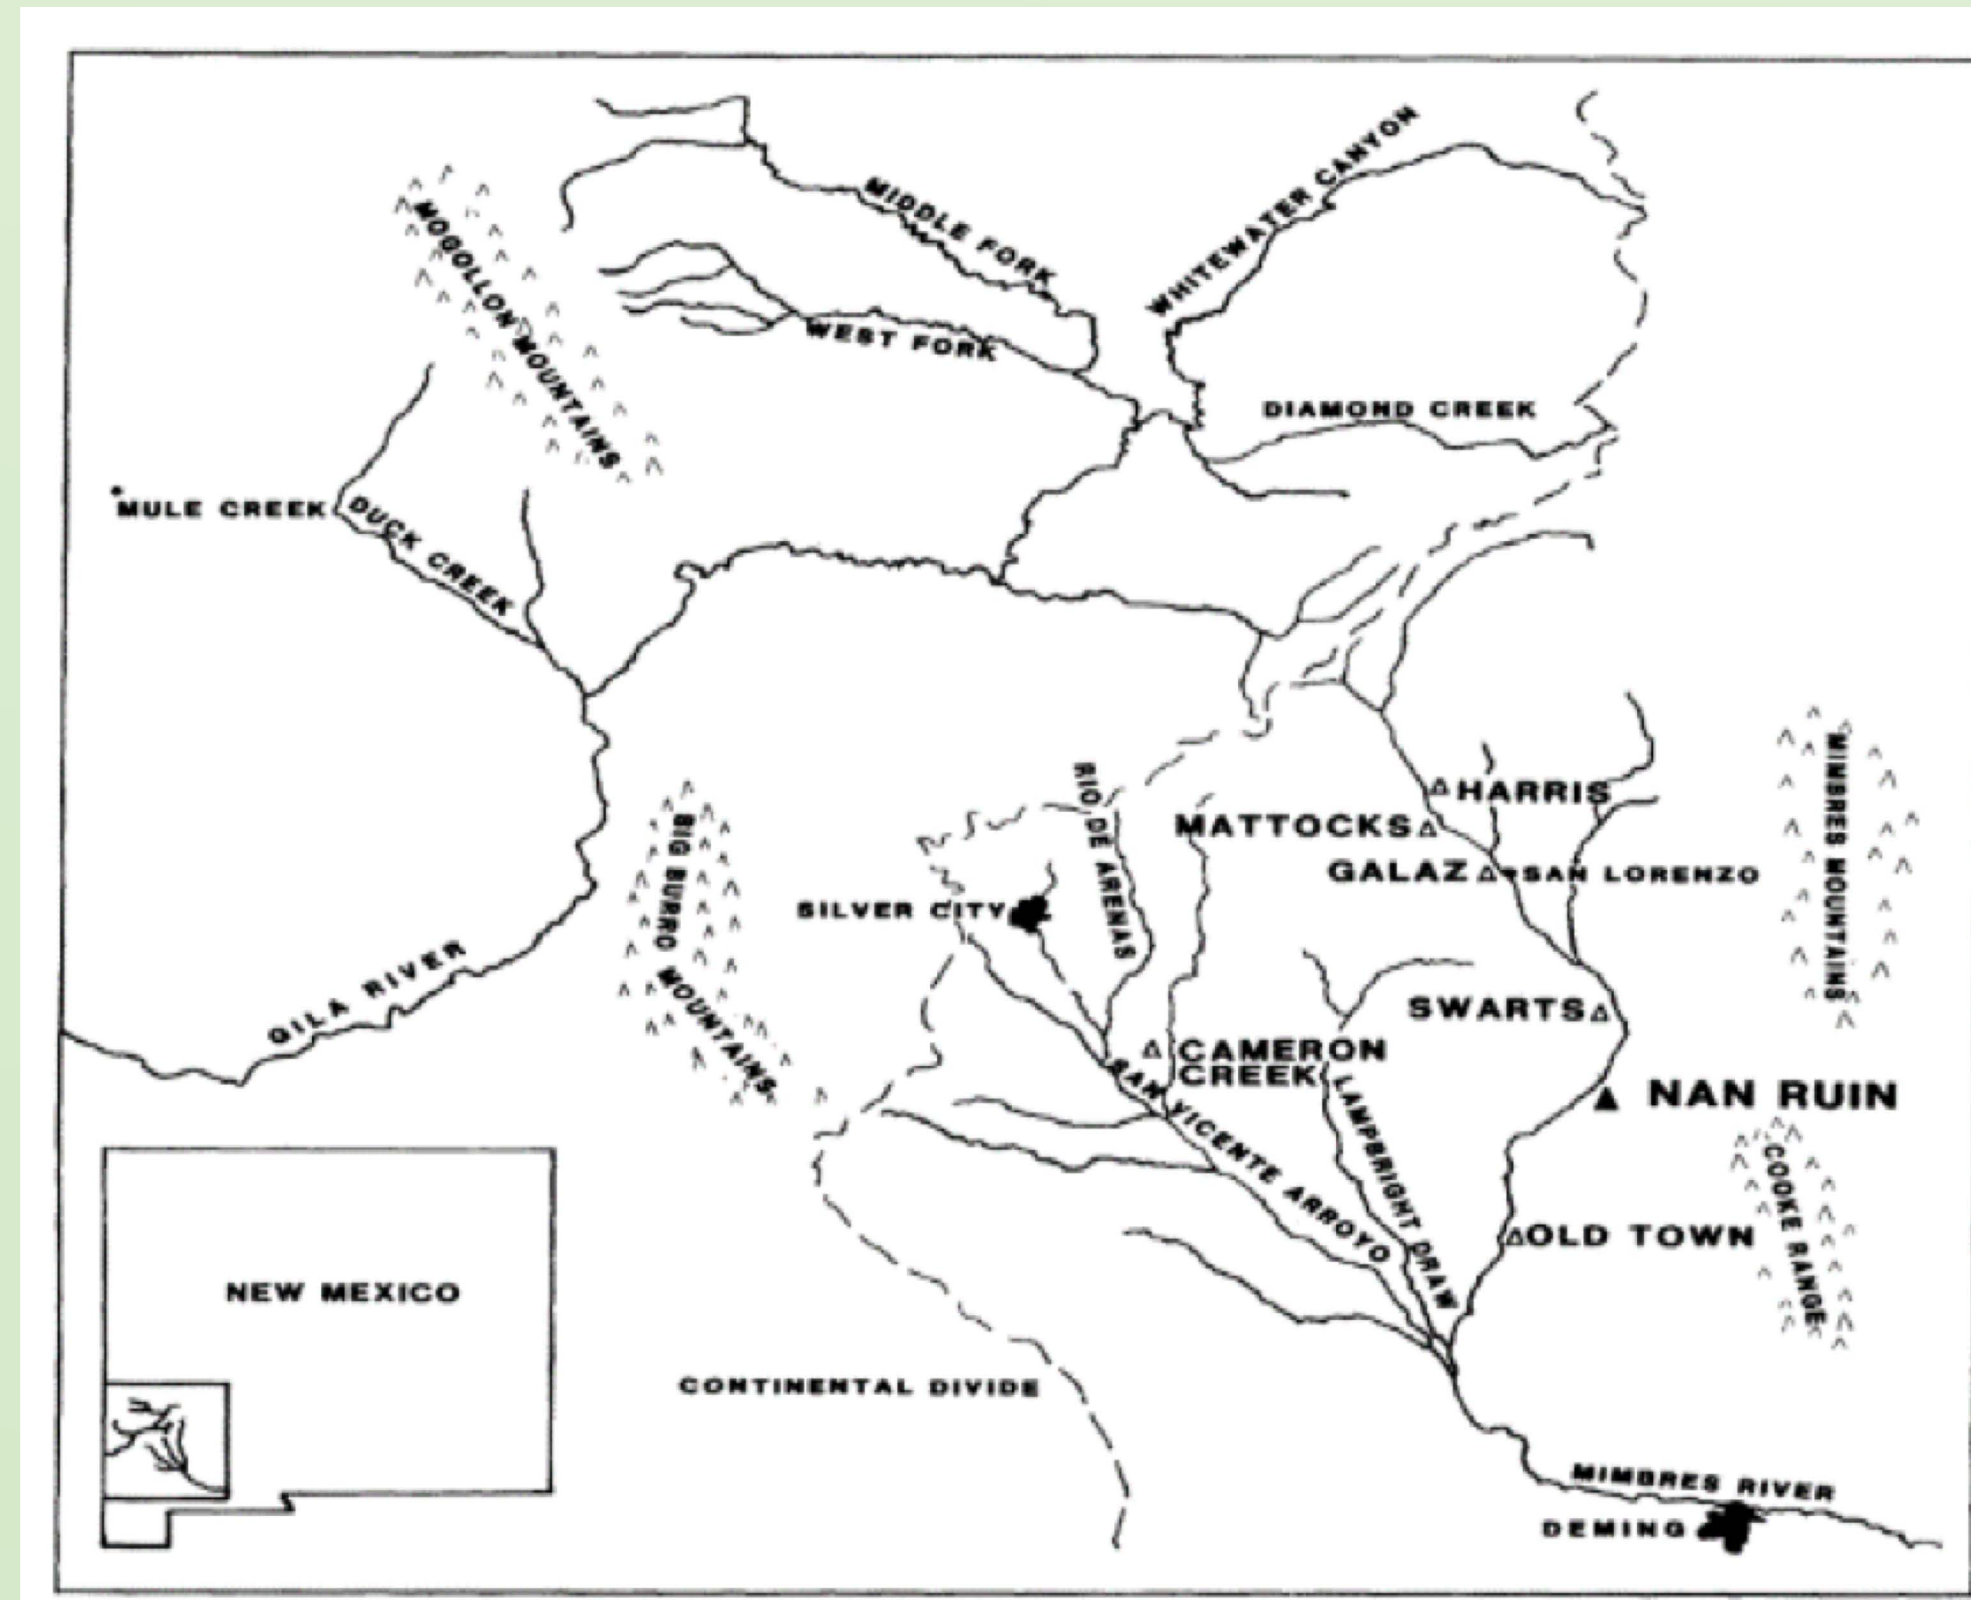 WHITEWATER CANYON
MIDDLE FORK
MOGOLLON MOUNTAINS
WEST FORK
DIAMOND CREEK
MULE CREEK
DUCK CREEK
MIMBRES MOUNTAINS
RIO DE ARENAS
HARRIS
MATTOCKS
BIG BURRO MOUNTAINS
GALAZ
SAN LORENZO
SILVER CITY
GILA RIVER
SWARTS
CAMERON
CREEK
SAN VICENTE ARROYO
LAMPBRIGHT DRAW
NAN RUIN
COOKE RANGE
OLD TOWN
NEW MEXICO
CONTINENTAL DIVIDE
MIMBRES RIVER
DEMING